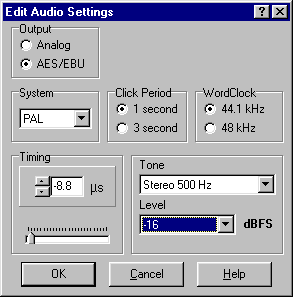 Edit Audio Settings
Output
Analog
AES/EBU
System
PAL
Click Period
1 second
3 second
WordClock
44.1 kHz
48 kHz
Timing
-8.8 µs
Tone
Stereo 500 Hz
Level
-16 dBFS
OK Cancel Help